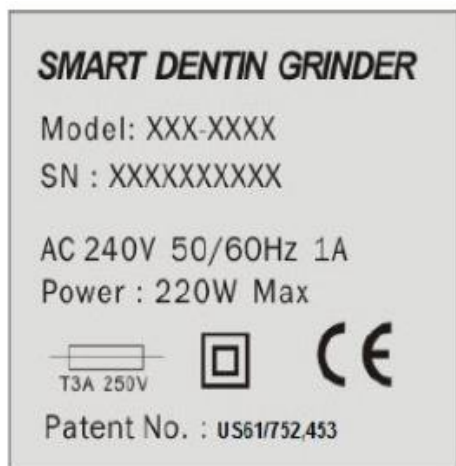 SMART DENTIN GRINDER
Model: XXX-XXXX
SN : XXXXXXXXXX
AC 240V 50/60Hz 1A
Power : 220W Max
T3A 250V
CE
Patent No. : US61/752,453